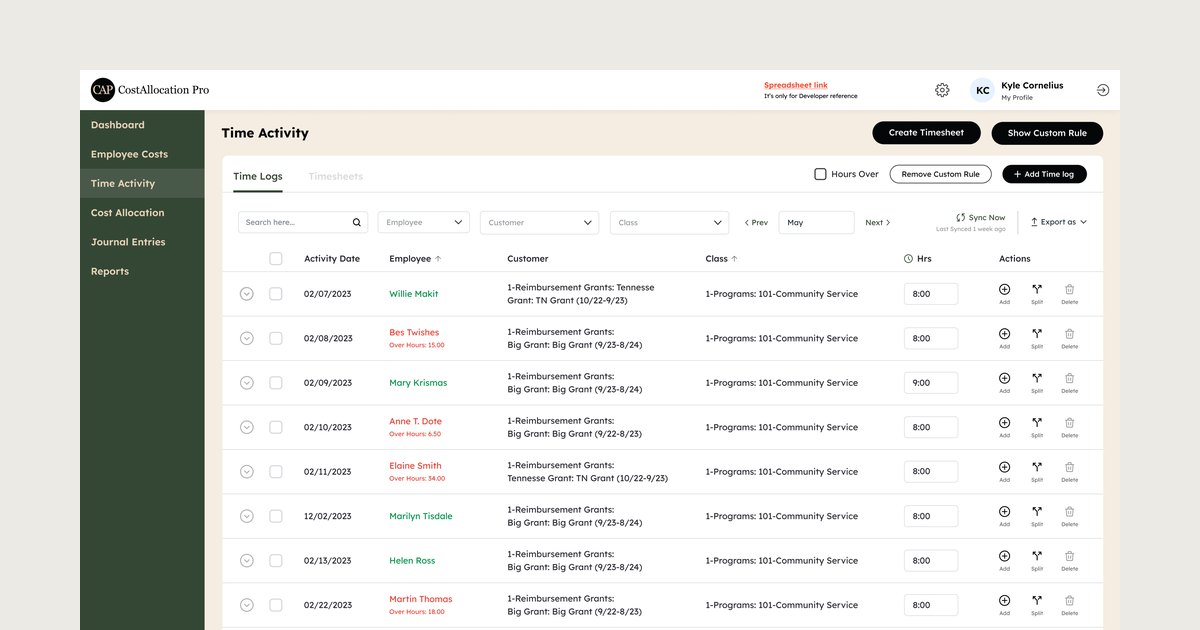 CAP CostAllocation Pro
Spreadsheet link
It's only for Developer reference
KC
Kyle Cornelius
My Profile
Dashboard
Employee Costs
Time Activity
Cost Allocation
Journal Entries
Reports
Time Activity
Create Timesheet
Show Custom Rule
Time Logs
Timesheets
Hours Over
Remove Custom Rule
+ Add Time log
Search here...
Employee
Customer
Class
< Prev
May
Next >
Sync Now
Last Synced 1 week ago
Export as
Activity Date Employee ↑ Customer Class ↑ Hrs Actions
02/07/2023 Willie Makit 1-Reimbursement Grants: Tennesse
Grant: TN Grant (10/22-9/23) 1-Programs: 101-Community Service 8:00
Add Split Delete
02/08/2023 Bes Twishes
Over Hours: 15.00
1-Reimbursement Grants:
Big Grant: Big Grant (9/23-8/24) 1-Programs: 101-Community Service 8:00
Add Split Delete
02/09/2023 Mary Krismas 1-Reimbursement Grants:
Big Grant: Big Grant (9/23-8/24) 1-Programs: 101-Community Service 9:00
Add Split Delete
02/10/2023 Anne T. Dote
Over Hours: 6.50
1-Reimbursement Grants:
Big Grant: Big Grant (9/22-8/23) 1-Programs: 101-Community Service 8:00
Add Split Delete
02/11/2023 Elaine Smith
Over Hours: 34.00
1-Reimbursement Grants:
Tennesse Grant: TN Grant (10/22-9/23) 1-Programs: 101-Community Service 8:00
Add Split Delete
12/02/2023 Marilyn Tisdale 1-Reimbursement Grants:
Big Grant: Big Grant (9/23-8/24) 1-Programs: 101-Community Service 8:00
Add Split Delete
02/13/2023 Helen Ross 1-Reimbursement Grants:
Big Grant: Big Grant (9/23-8/24) 1-Programs: 101-Community Service 8:00
Add Split Delete
02/22/2023 Martin Thomas
Over Hours: 18.00
1-Reimbursement Grants:
Big Grant: Big Grant (9/22-8/23) 1-Programs: 101-Community Service 8:00
Add Split Delete